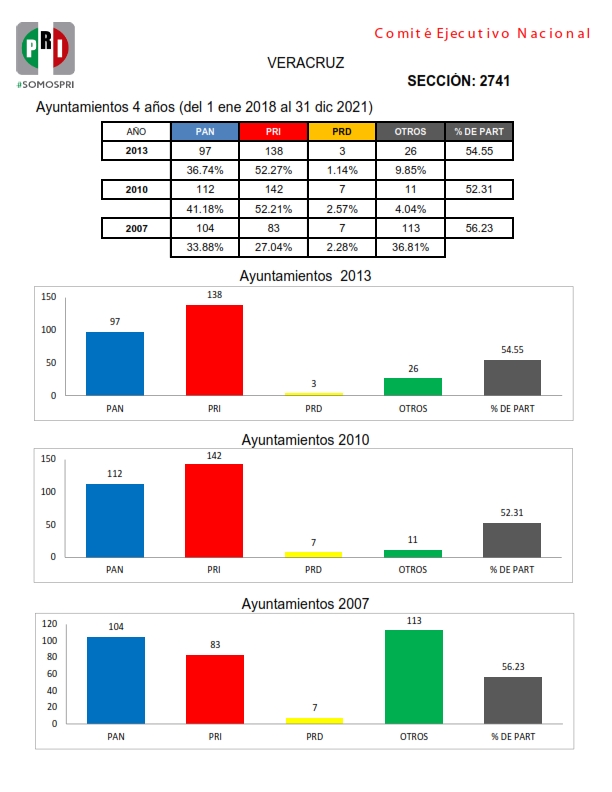 Comité Ejecutivo Nacional
PRI
#SOMOSPRI
VERACRUZ
SECCIÓN: 2741
Ayuntamientos 4 años (del 1 ene 2018 al 31 dic 2021)
AÑO PAN PRI PRD OTROS % DE PART
2013 97 138 3 26 54.55
36.74% 52.27% 1.14% 9.85%
2010 112 142 7 11 52.31
41.18% 52.21% 2.57% 4.04%
2007 104 83 7 113 56.23
33.88% 27.04% 2.28% 36.81%
Ayuntamientos 2013
150
100
50
0
97 138 3 26 54.55
PAN PRI PRD OTROS % DE PART
Ayuntamientos 2010
150
100
50
0
112 142 7 11 52.31
PAN PRI PRD OTROS % DE PART
Ayuntamientos 2007
120
100
80
60
40
20
0
104 83 7 113 56.23
PAN PRI PRD OTROS % DE PART